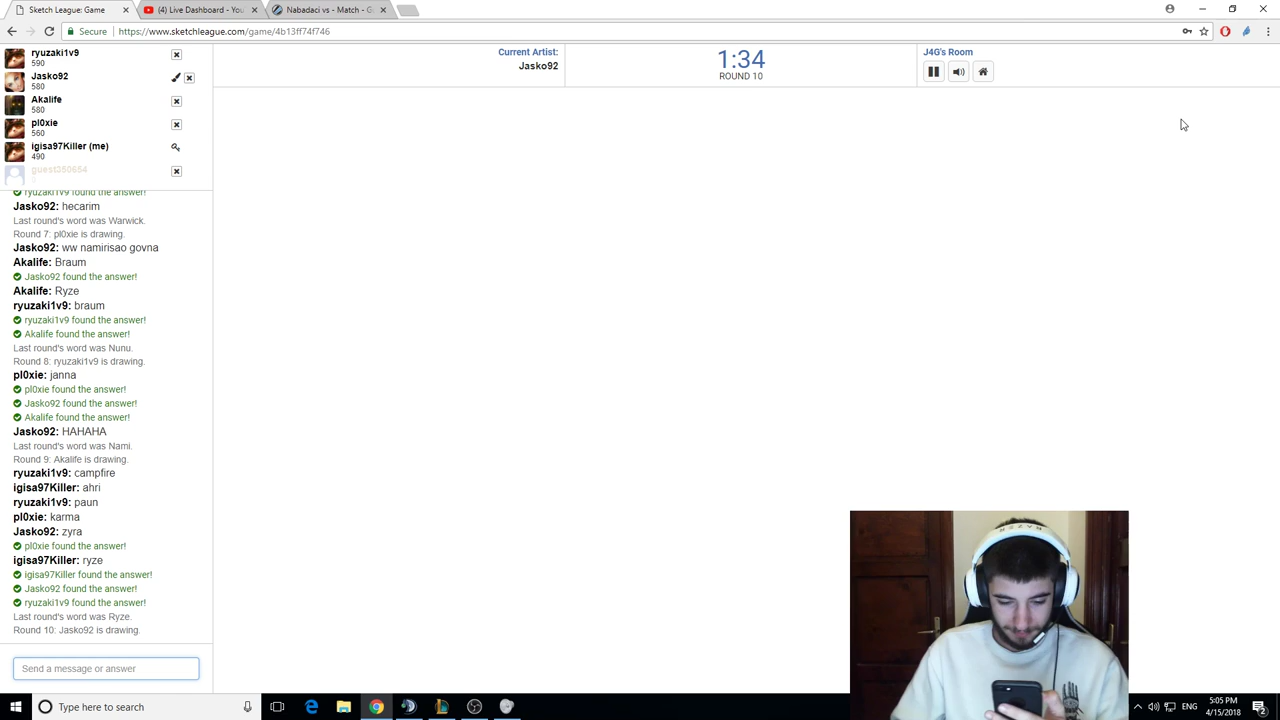 Sketch League: Game
(4) Live Dashboard - You
Nabadaci vs - Match - G
Secure
https://www.sketchleague.com/game/4b13ff74f746
ryuzaki1v9
590
Jasko92
580
Akalife
580
pl0xie
560
igisa97Killer (me)
490
guest350654
Current Artist:
Jasko92
1:34
ROUND 10
J4G's Room
ryuzaki1v9 found the answer!
Jasko92: hecarim
Last round's word was Warwick.
Round 7: pl0xie is drawing.
Jasko92: ww namirisao govna
Akalife: Braum
Jasko92 found the answer!
Akalife: Ryze
ryuzaki1v9: braum
ryuzaki1v9 found the answer!
Akalife found the answer!
Last round's word was Nunu.
Round 8: ryuzaki1v9 is drawing.
pl0xie: janna
pl0xie found the answer!
Jasko92 found the answer!
Akalife found the answer!
Jasko92: HAHAHA
Last round's word was Nami.
Round 9: Akalife is drawing.
ryuzaki1v9: campfire
igisa97Killer: ahri
ryuzaki1v9: paun
pl0xie: karma
Jasko92: zyra
pl0xie found the answer!
igisa97Killer: ryze
igisa97Killer found the answer!
Jasko92 found the answer!
ryuzaki1v9 found the answer!
Last round's word was Ryze.
Round 10: Jasko92 is drawing.
Send a message or answer
Type here to search
ENG
5:05 PM
4/15/2018
2